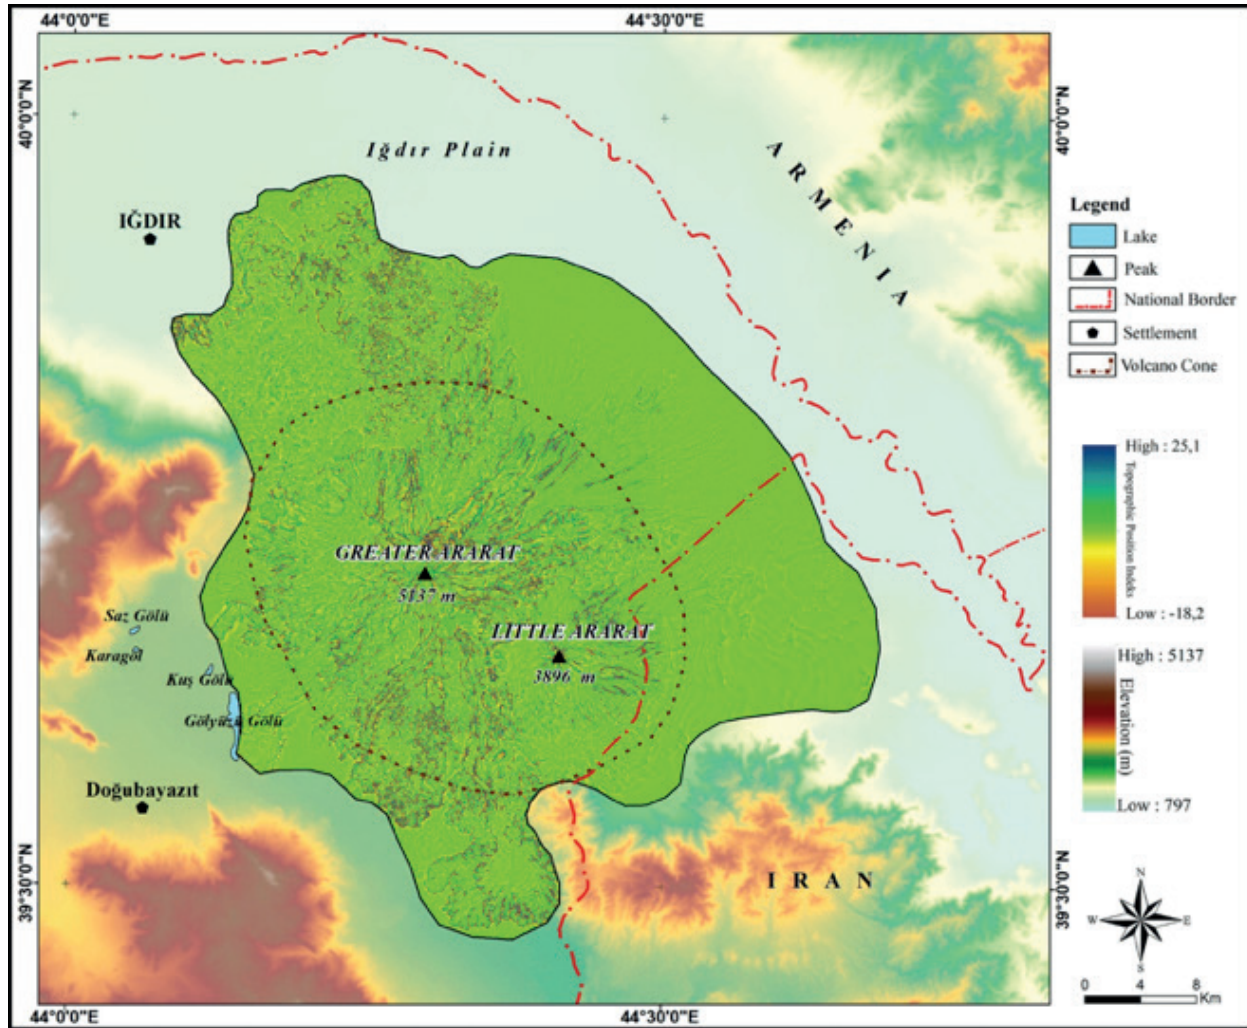 44°0'0"E
44°30'0"E
40°0'0"N
40°0'0"N
Iğdır Plain
ARMENIA
IĞDIR
Legend
Lake
Peak
National Border
Settlement
Volcano Cone
High : 25,1
Topographic Position Indeks
Low : -18,2
GREATER ARARAT
5137 m
LITTLE ARARAT
3896 m
Saz Gölü
Karagöl
Kuş Gölü
Gölyüzü Gölü
High : 5137
Elevation (m)
Low : 797
Doğubayazıt
IRAN
39°30'0"N
39°30'0"N
N
W
E
S
0 4 8
Km
44°0'0"E
44°30'0"E